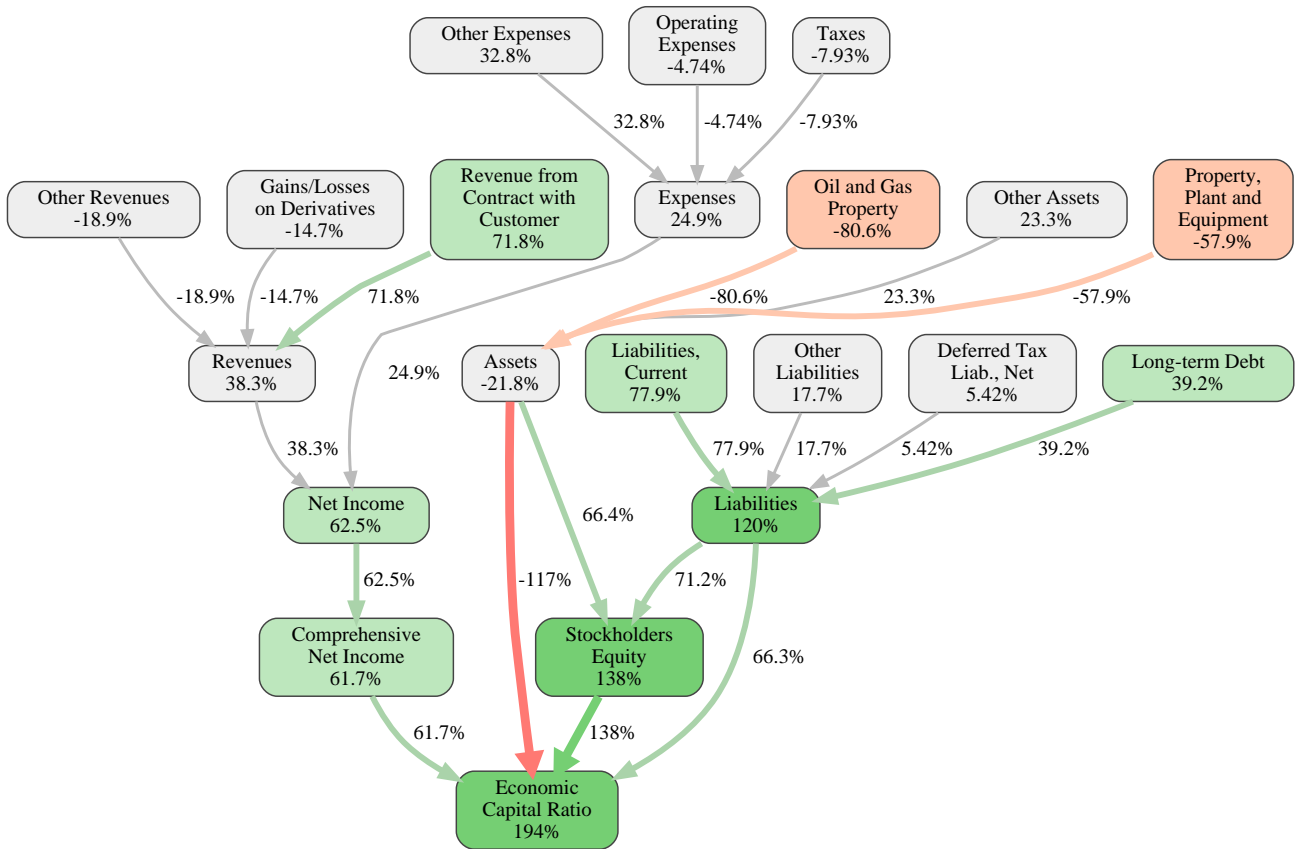 Other Expenses
32.8%
Operating
Expenses
-4.74%
Taxes
-7.93%
32.8%
-4.74%
-7.93%
Other Revenues
-18.9%
Gains/Losses
on Derivatives
-14.7%
Revenue from
Contract with
Customer
71.8%
Expenses
24.9%
Oil and Gas
Property
-80.6%
Other Assets
23.3%
Property,
Plant and
Equipment
-57.9%
-18.9%
-14.7%
71.8%
-80.6%
23.3%
-57.9%
Revenues
38.3%
24.9%
Assets
-21.8%
Liabilities,
Current
77.9%
Other
Liabilities
17.7%
Deferred Tax
Liab., Net
5.42%
Long-term Debt
39.2%
38.3%
66.4%
77.9%
17.7%
5.42%
39.2%
Net Income
62.5%
Liabilities
120%
62.5%
-117%
71.2%
Comprehensive
Net Income
61.7%
Stockholders
Equity
138%
66.3%
61.7%
138%
Economic
Capital Ratio
194%